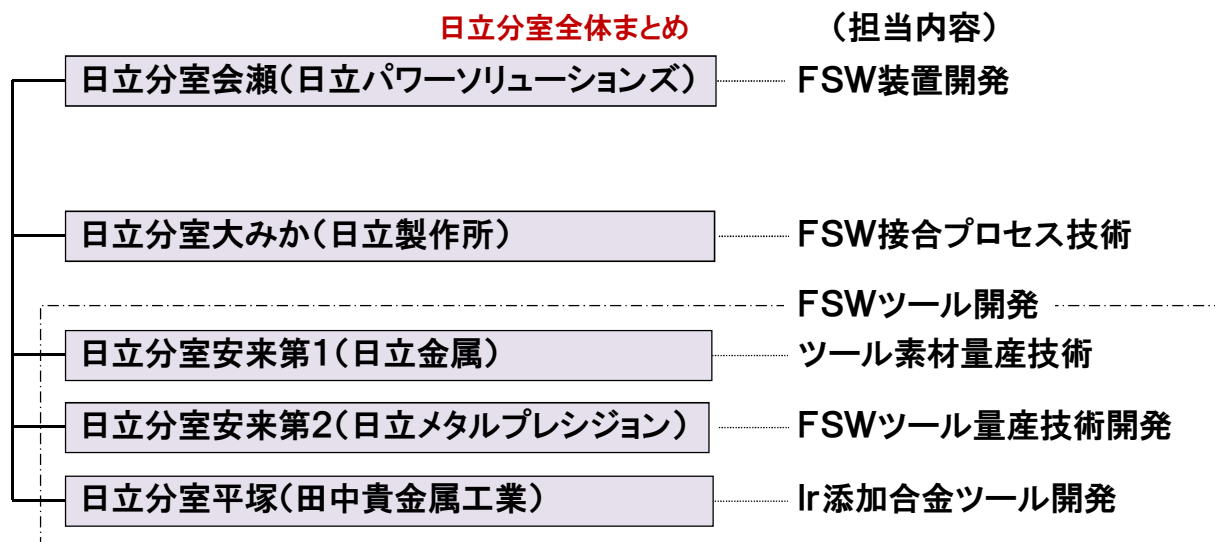 日立分室全体まとめ (担当内容)
日立分室会瀬(日立パワーソリューションズ) FSW装置開発
日立分室大みか(日立製作所) FSW接合プロセス技術
FSWツール開発
日立分室安来第1(日立金属) ツール素材量産技術
日立分室安来第2(日立メタルプレシジョン) FSWツール量産技術開発
日立分室平塚(田中貴金属工業) Ir添加合金ツール開発